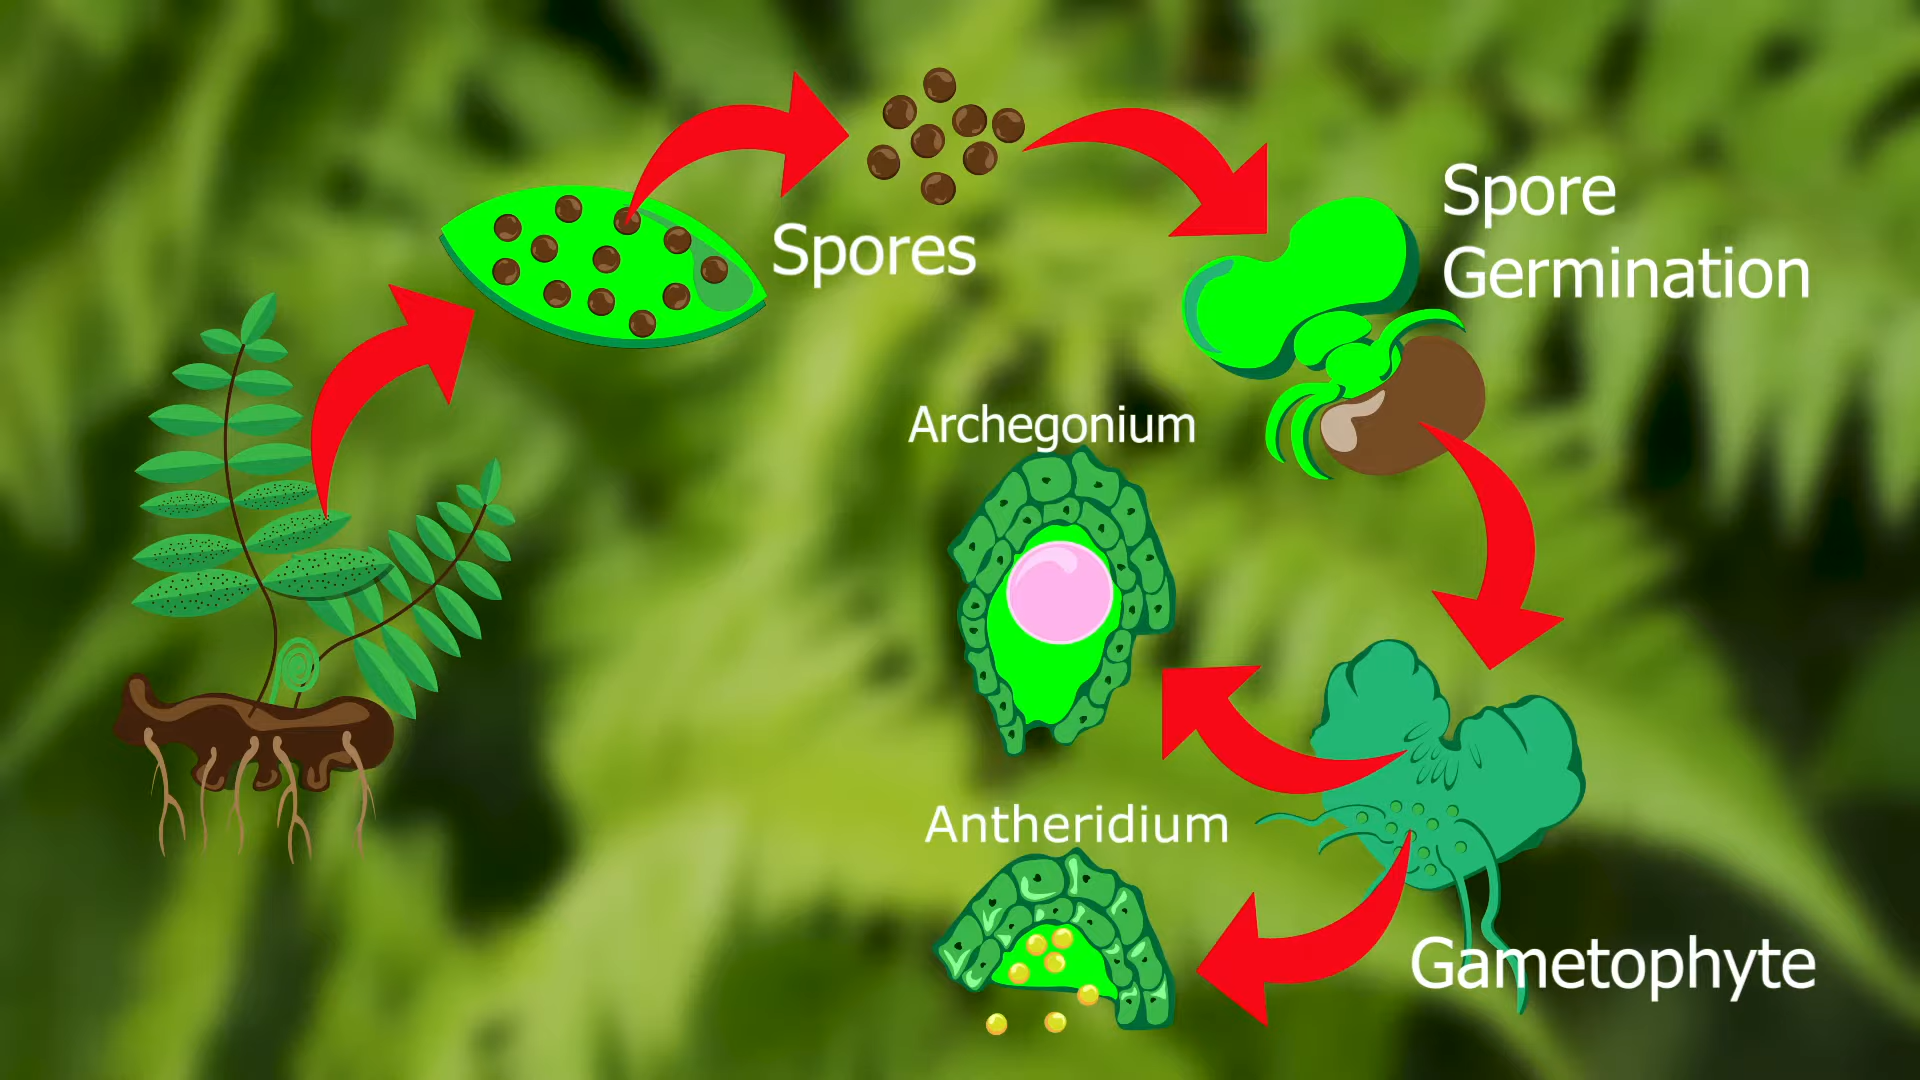 Spores
Spore
Germination
Archegonium
Antheridium
Gametophyte